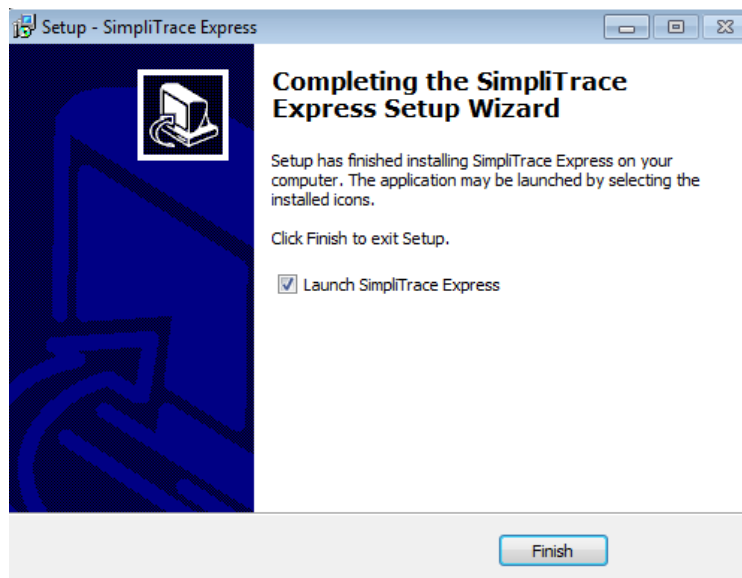 Setup - SimpliTrace Express
Completing the SimpliTrace
Express Setup Wizard
Setup has finished installing SimpliTrace Express on your
computer. The application may be launched by selecting the
installed icons.
Click Finish to exit Setup.
Launch SimpliTrace Express
Finish